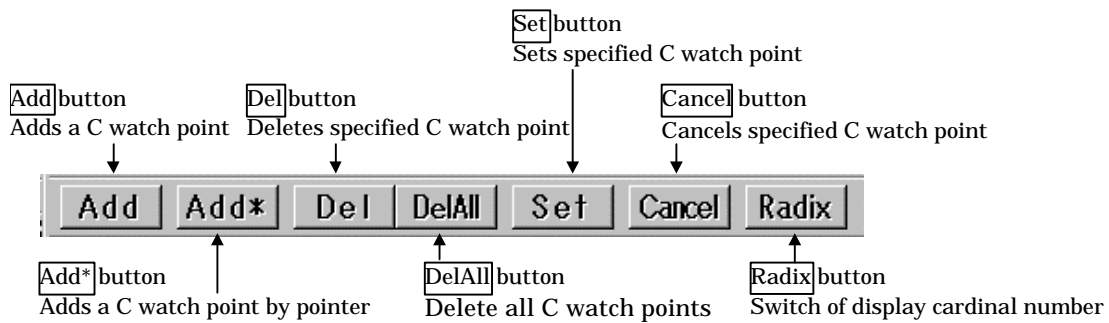 Set button
Sets specified C watch point
Add button
Adds a C watch point
Del button
Deletes specified C watch point
Cancel button
Cancels specified C watch point
Add Add* Del DelAll Set Cancel Radix
Add* button
Adds a C watch point by pointer
DelAll button
Delete all C watch points
Radix button
Switch of display cardinal number